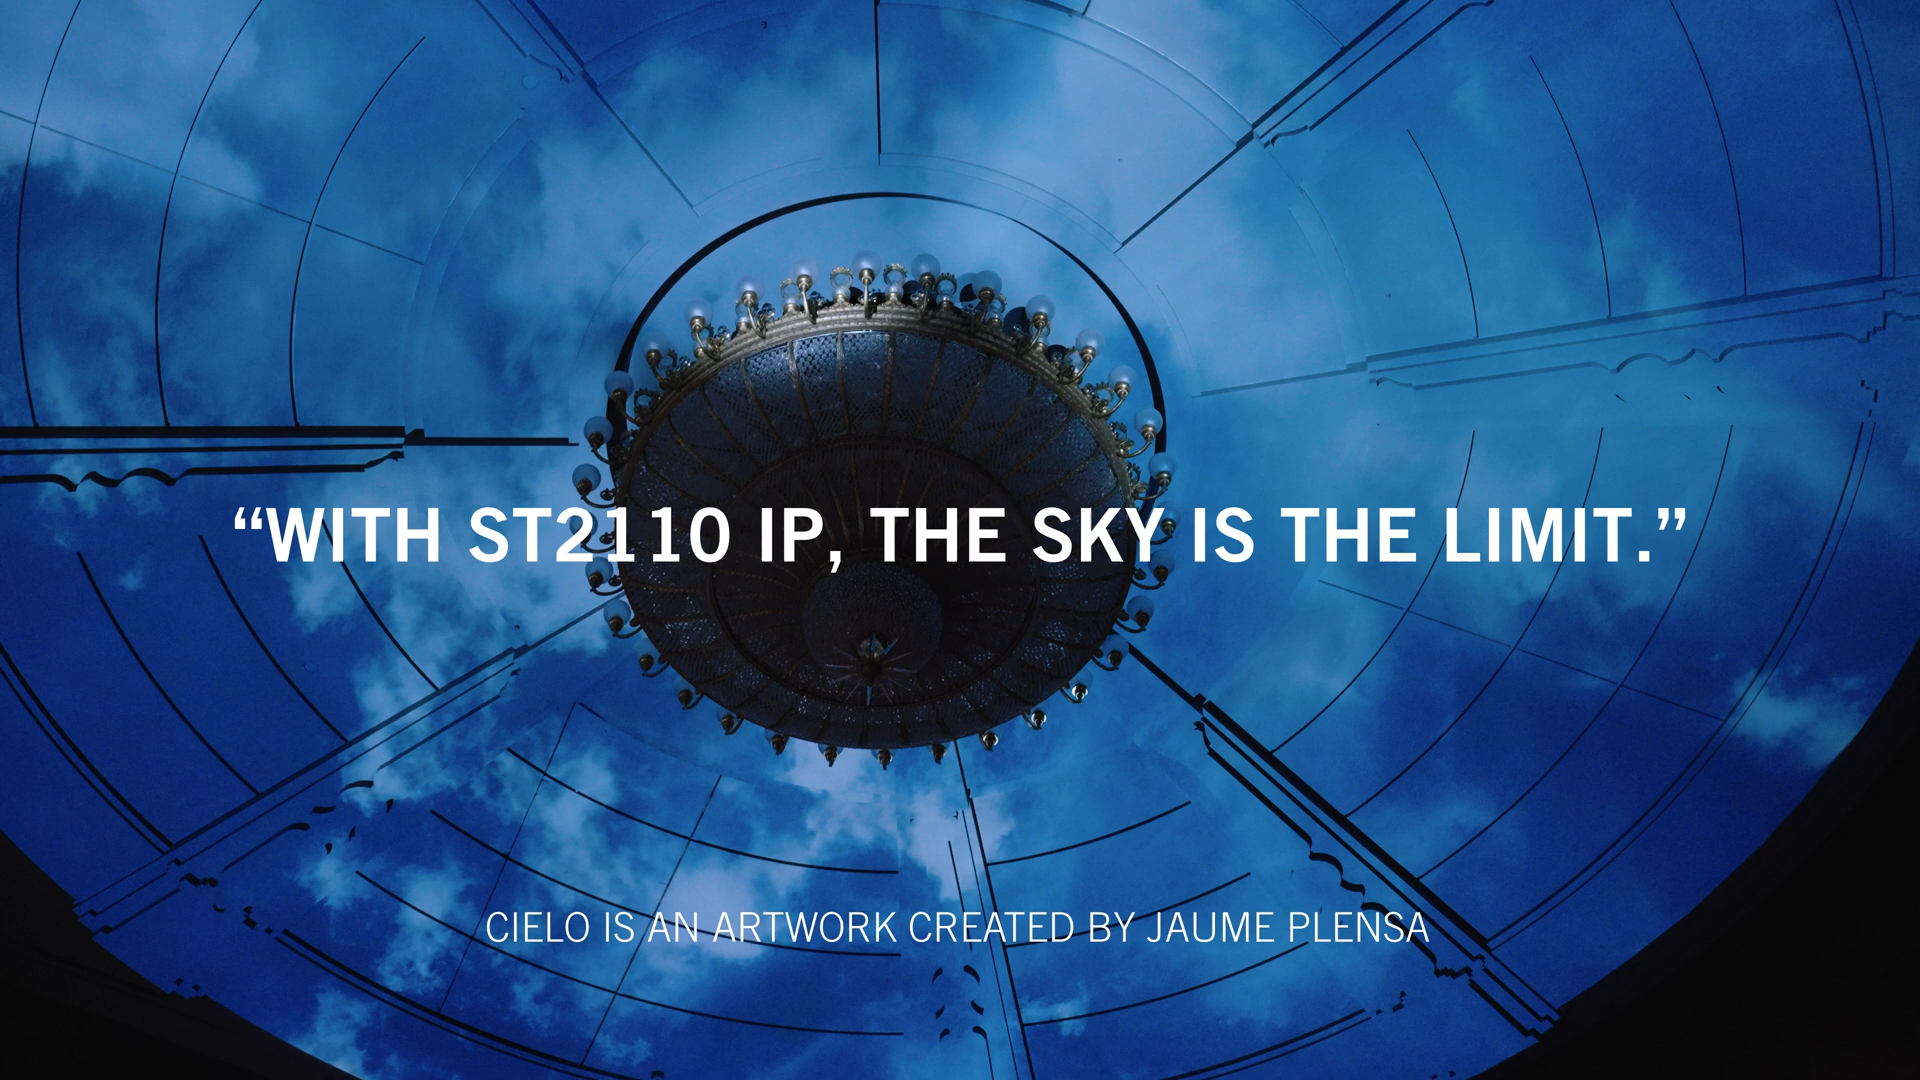 “WITH ST2110 IP, THE SKY IS THE LIMIT.”
CIELO IS AN ARTWORK CREATED BY JAUME PLENSA